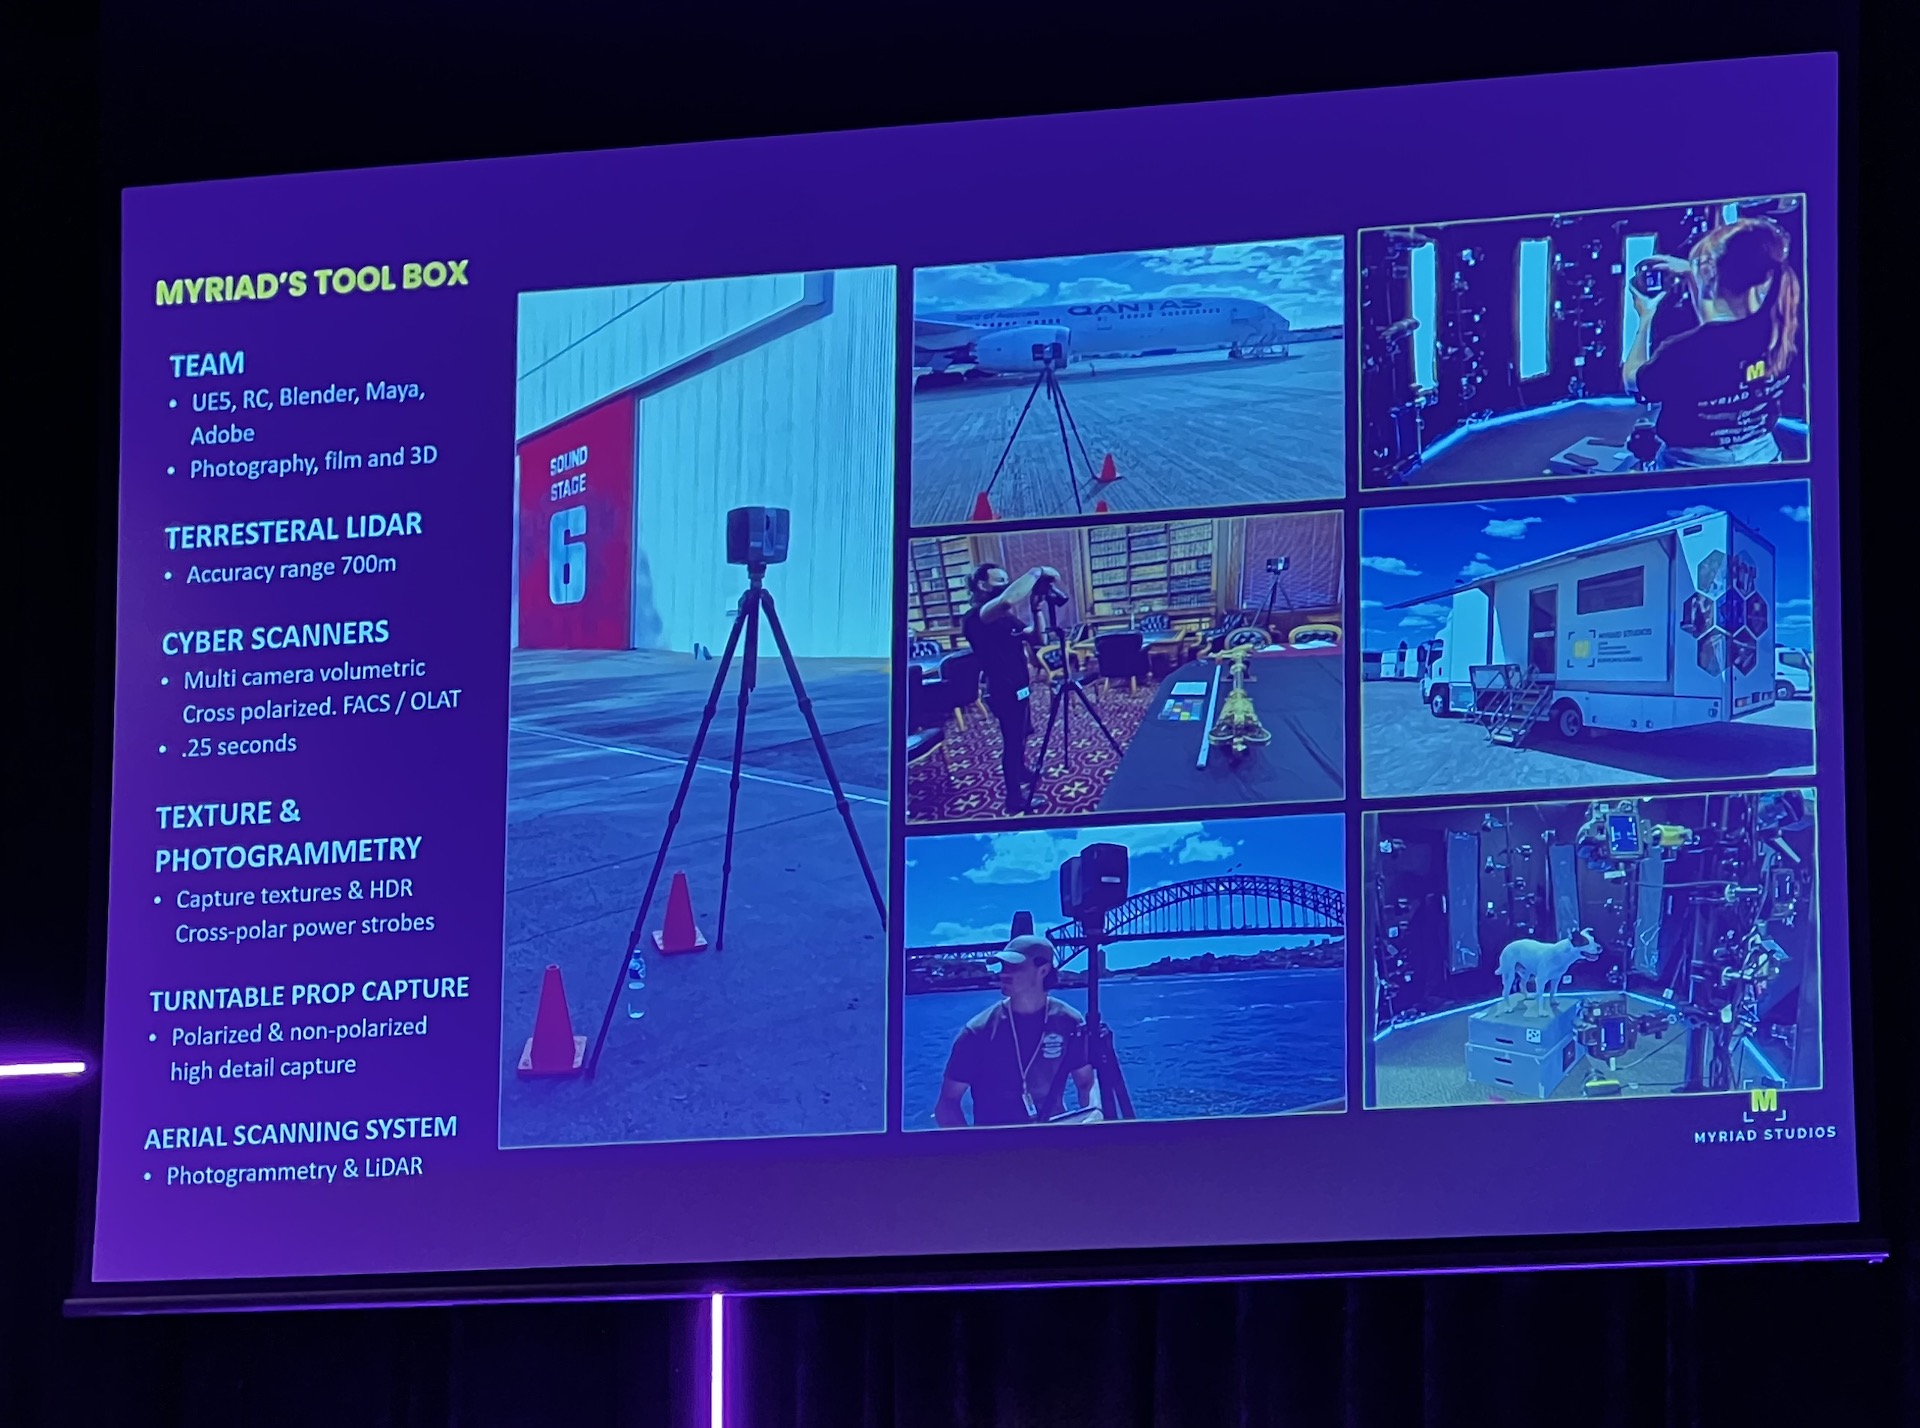 MYRIAD'S TOOL BOX
TEAM
• UE5, RC, Blender, Maya,
Adobe
• Photography, film and 3D
TERRESTERAL LIDAR
• Accuracy range 700m
CYBER SCANNERS
• Multi camera volumetric
Cross polarized. FACS / OLAT
• .25 seconds
TEXTURE &
PHOTOGRAMMETRY
• Capture textures & HDR
Cross-polar power strobes
TURNTABLE PROP CAPTURE
• Polarized & non-polarized
high detail capture
AERIAL SCANNING SYSTEM
• Photogrammetry & LiDAR
SOUND
STAGE
6
QANTAS
M
MYRIAD STUDIOS
M
MYRIAD STUDIOS